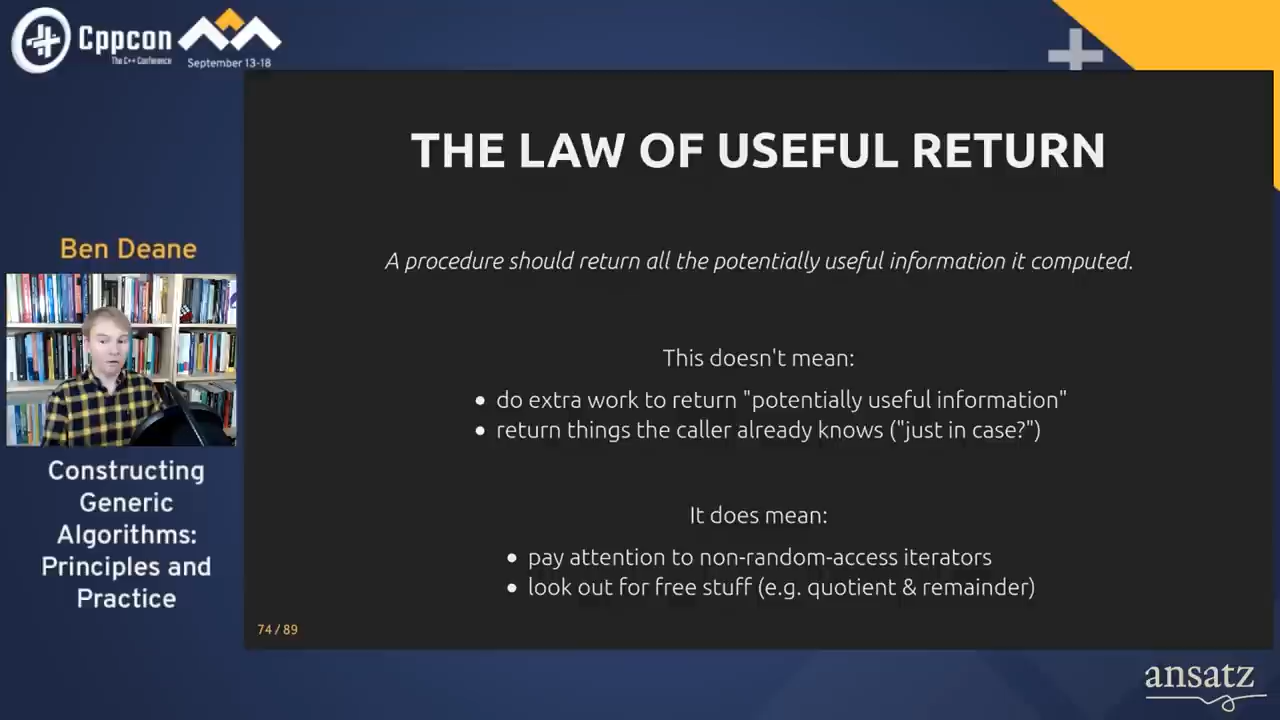 Cppcon
The C++ Conference
September 13-18
THE LAW OF USEFUL RETURN
A procedure should return all the potentially useful information it computed.
This doesn't mean:
• do extra work to return "potentially useful information"
• return things the caller already knows ("just in case?")
It does mean:
• pay attention to non-random-access iterators
• look out for free stuff (e.g. quotient & remainder)
74 / 89
Ben Deane
Constructing
Generic
Algorithms:
Principles and
Practice
ansatz